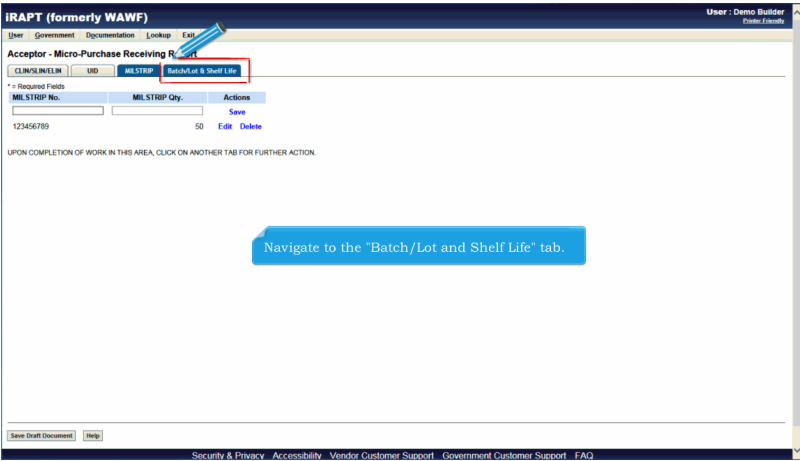 iRAPT (formerly WAWF)
User : Demo Builder
Printer Friendly
User Government Documentation Lookup Exit
Acceptor - Micro-Purchase Receiving
CLIN/SLIN/ELIN UID MILSTRIP Batch/Lot & Shelf Life
* = Required Fields
MILSTRIP No. MILSTRIP Qty. Actions
Save
123456789 50 Edit Delete
UPON COMPLETION OF WORK IN THIS AREA, CLICK ON ANOTHER TAB FOR FURTHER ACTION.
Navigate to the "Batch/Lot and Shelf Life" tab.
Save Draft Document Help
Security & Privacy Accessibility Vendor Customer Support Government Customer Support FAQ